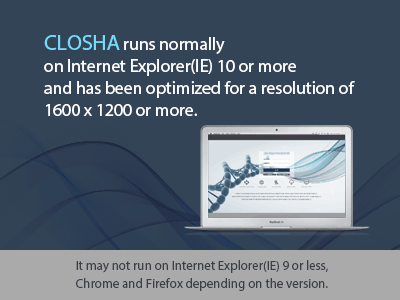 CLOSHA runs normally
on Internet Explorer(IE) 10 or more
and has been optimized for a resolution of
1600 x 1200 or more.
It may not run on Internet Explorer(IE) 9 or less,
Chrome and Firefox depending on the version.